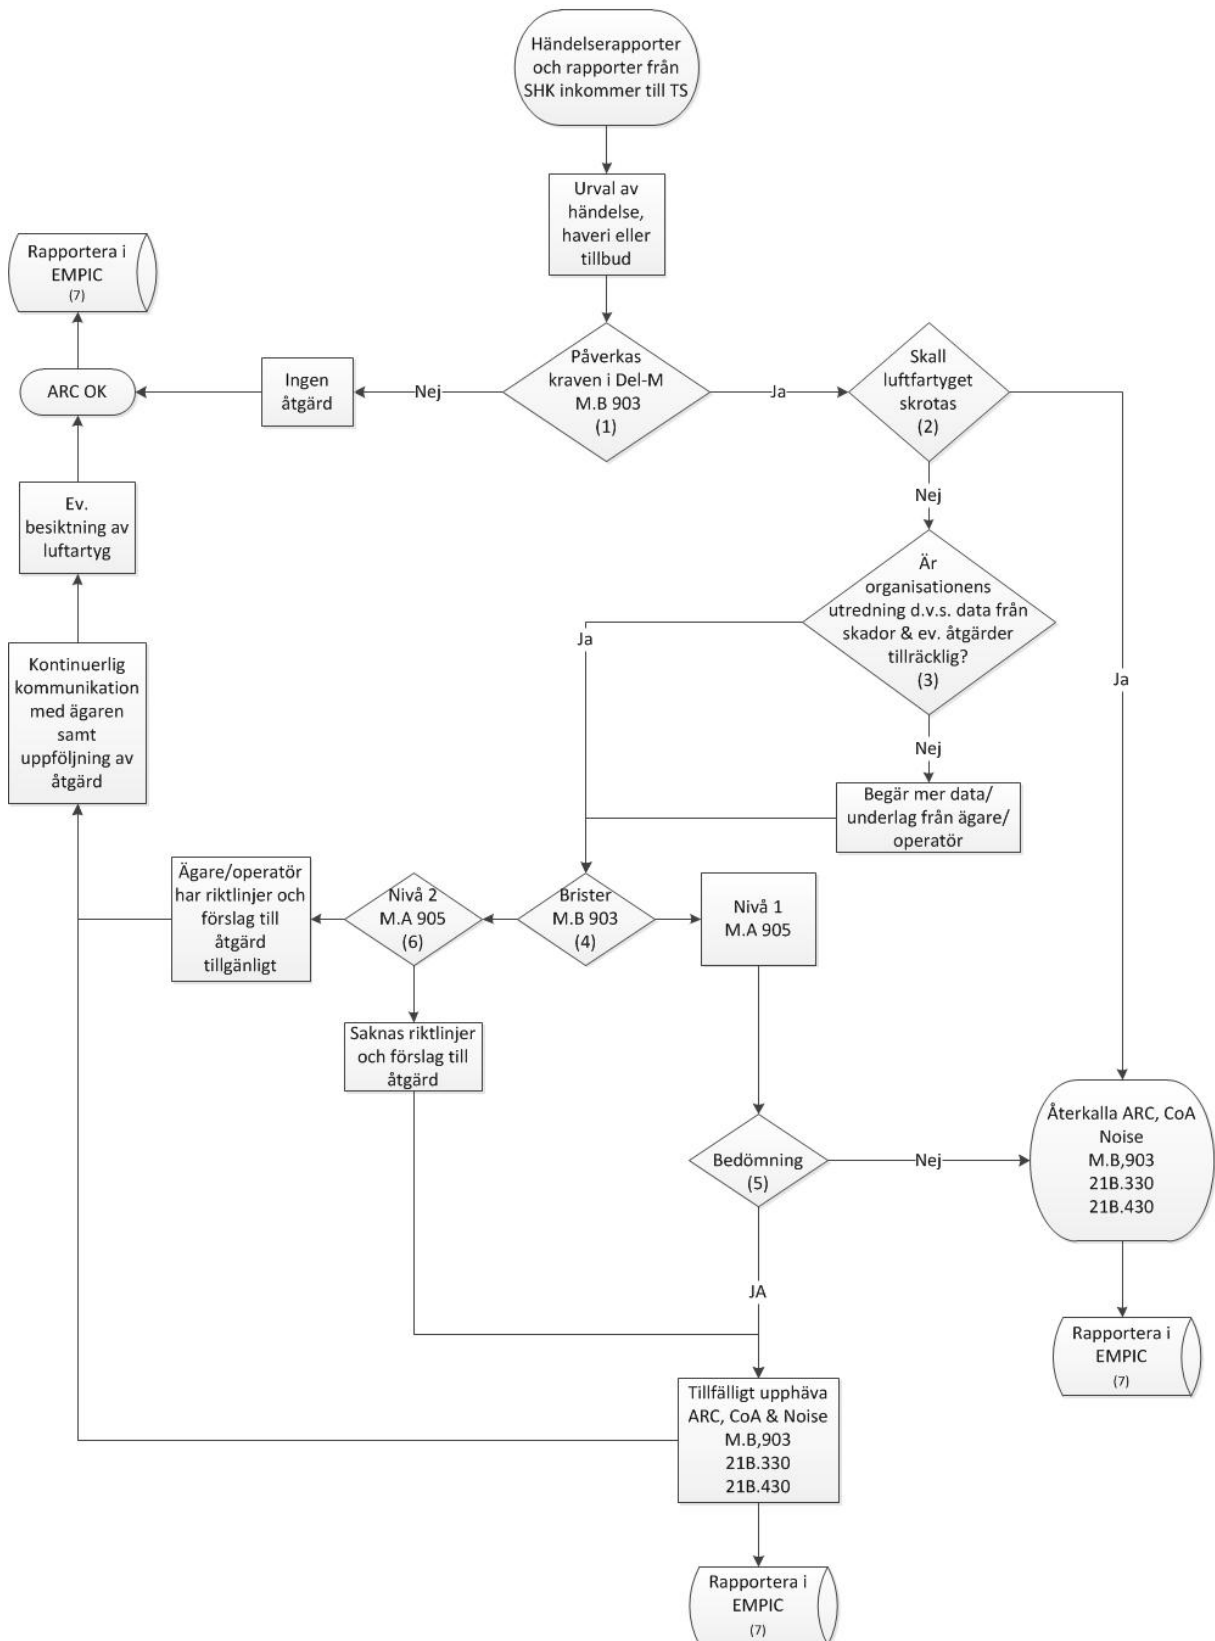 Händelserapporter
och rapporter från
SHK inkommer till TS
Urval av
händelse,
haveri eller
tillbud
Rapportera i
EMPIC
(7)
Påverkas
kraven i Del-M
M.B 903
(1)
Skall
luftfartyget
skrotas
(2)
Ingen
åtgärd
Nej
Ja
ARC OK
Nej
Ev.
besiktning av
luftartyg
Är
organisationens
utredning d.v.s. data från
skador & ev. åtgärder
tillräcklig?
(3)
Ja
Ja
Kontinuerlig
kommunikation
med ägaren
samt
uppföljning av
åtgärd
Nej
Begär mer data/
underlag från ägare/
operatör
Ägare/operatör
har riktlinjer och
förslag till
åtgärd
tillgänligt
Nivå 2
M.A 905
(6)
Brister
M.B 903
(4)
Nivå 1
M.A 905
Saknas riktlinjer
och förslag till
åtgärd
Bedömning
(5)
Nej
Återkalla ARC, CoA
Noise
M.B,903
21B.330
21B.430
JA
Rapportera i
EMPIC
(7)
Tillfälligt upphäva
ARC, CoA & Noise
M.B,903
21B.330
21B.430
Rapportera i
EMPIC
(7)